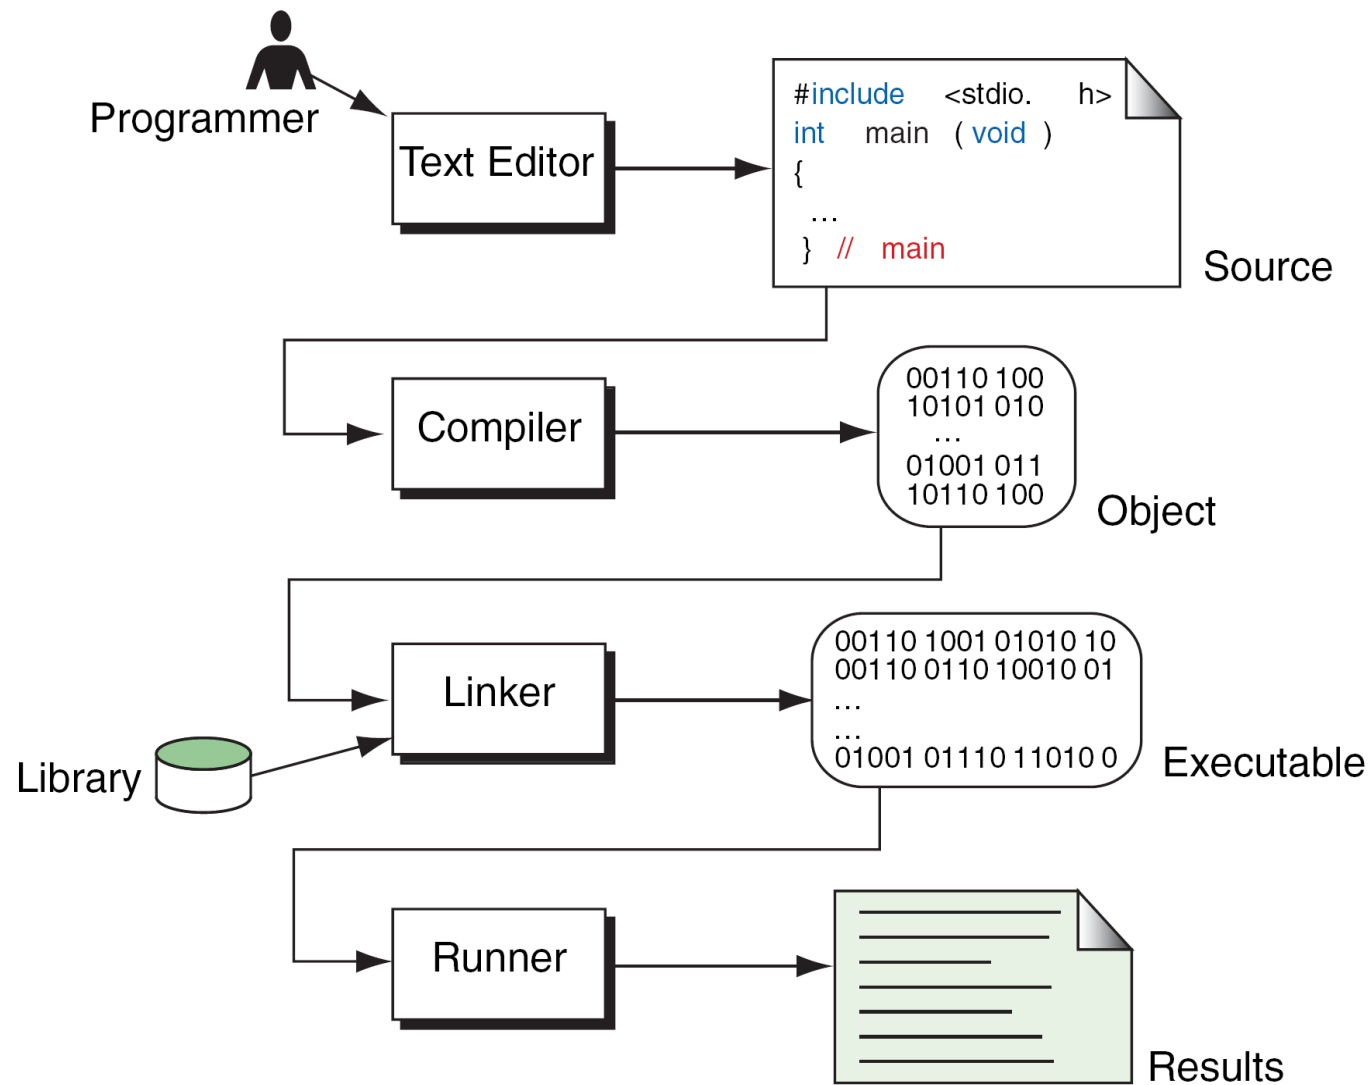 Programmer
Text Editor
#include <stdio. h>
int main ( void )
{
...
} // main
Source
Compiler
00110 100
10101 010
...
01001 011
10110 100
Object
Linker
Library
00110 1001 01010 10
00110 0110 10010 01
...
...
01001 01110 11010 0
Executable
Runner
Results